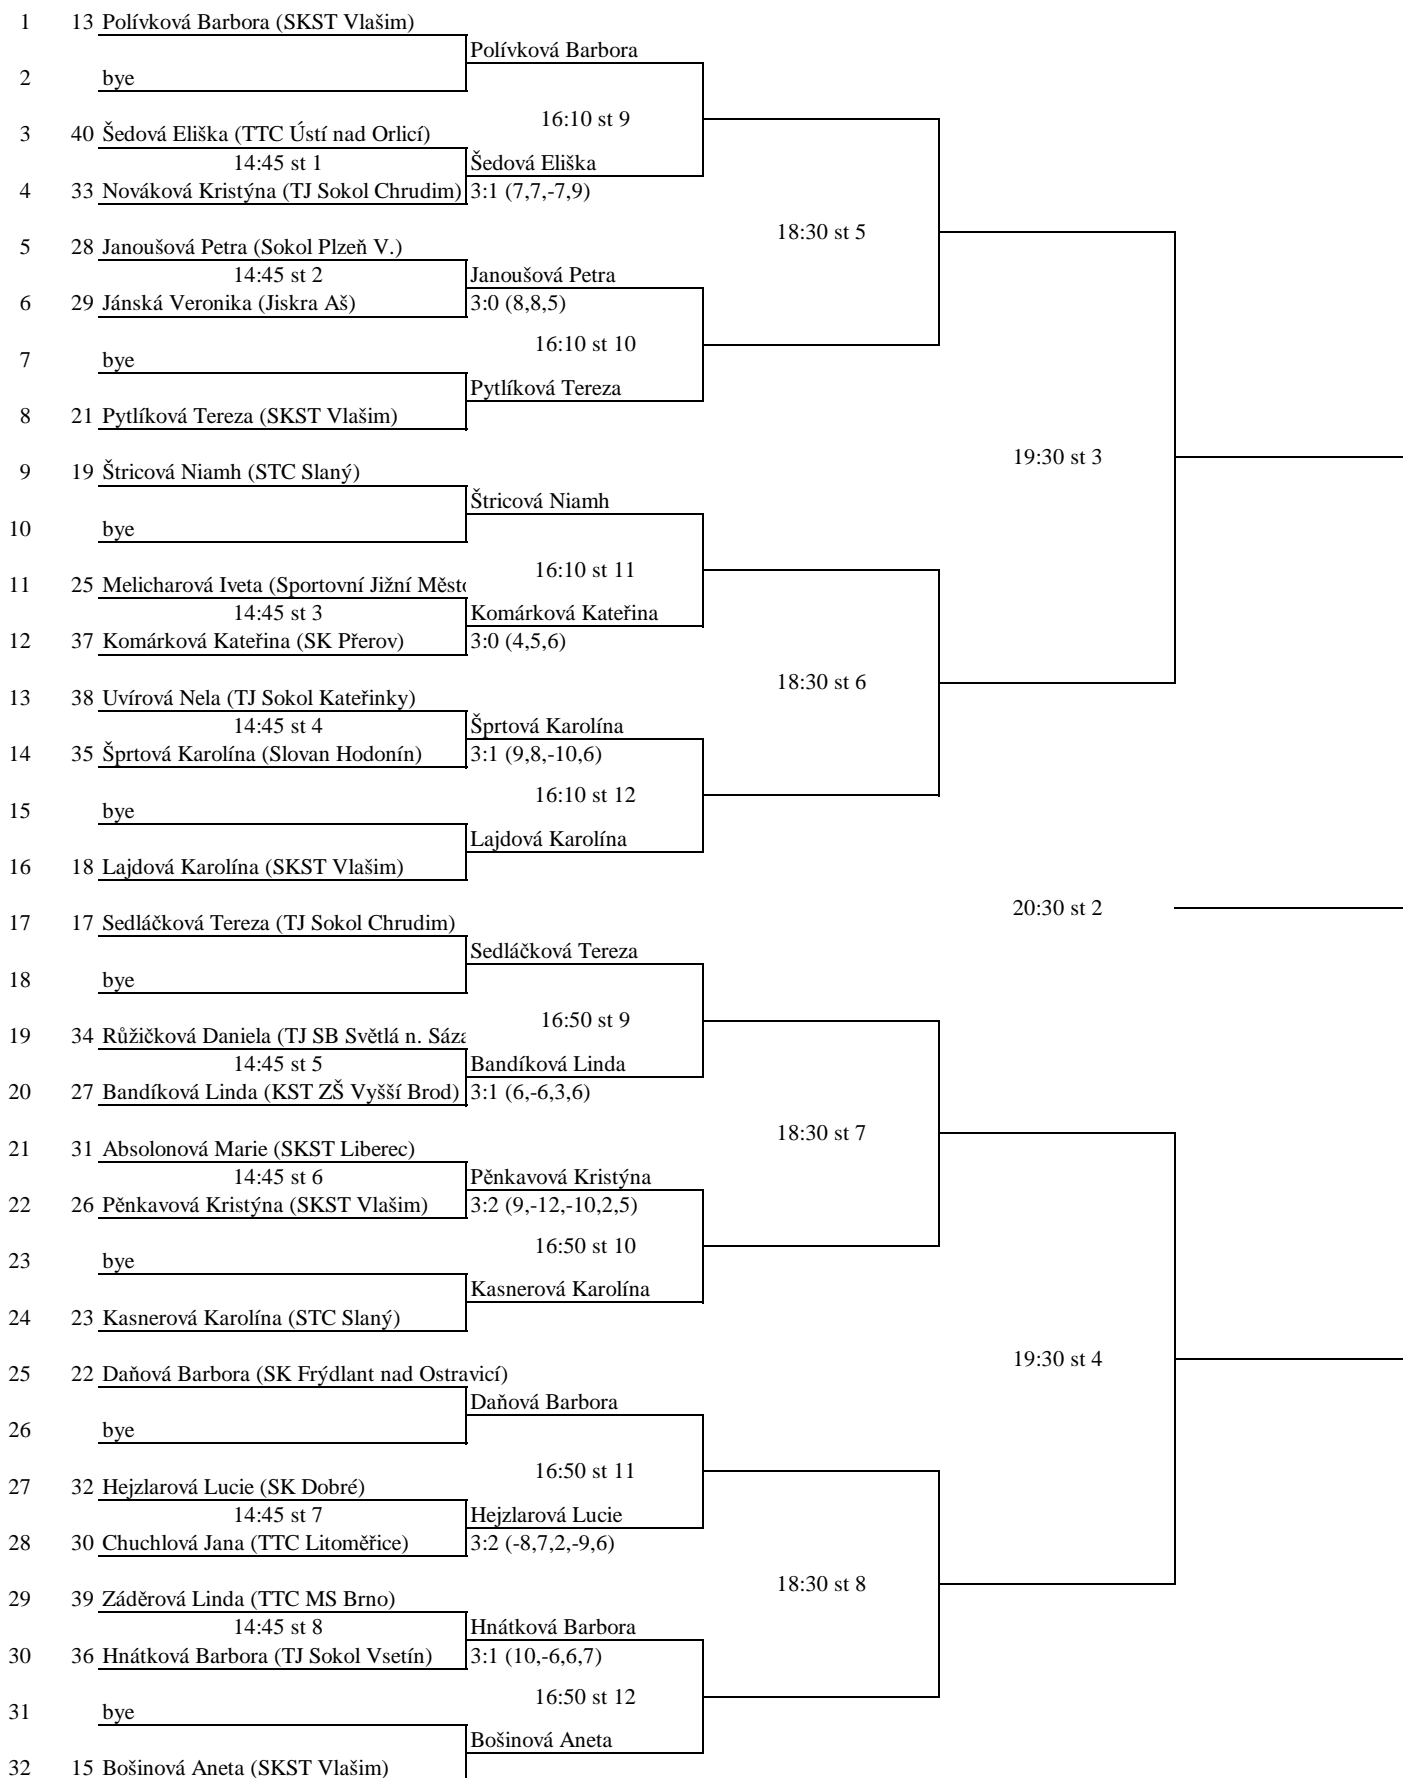 1 13 Polívková Barbora (SKST Vlašim)
Polívková Barbora
2 bye
16:10 st 9
3 40 Šedová Eliška (TTC Ústí nad Orlicí)
14:45 st 1 Šedová Eliška
4 33 Nováková Kristýna (TJ Sokol Chrudim) 3:1 (7,7,-7,9)
18:30 st 5
5 28 Janoušová Petra (Sokol Plzeň V.)
14:45 st 2 Janoušová Petra
6 29 Jánská Veronika (Jiskra Aš) 3:0 (8,8,5)
16:10 st 10
7 bye
Pytlíková Tereza
8 21 Pytlíková Tereza (SKST Vlašim)
19:30 st 3
9 19 Štricová Niamh (STC Slaný)
Štricová Niamh
10 bye
16:10 st 11
11 25 Melicharová Iveta (Sportovní Jižní Město
14:45 st 3 Komárková Kateřina
12 37 Komárková Kateřina (SK Přerov) 3:0 (4,5,6)
18:30 st 6
13 38 Uvírová Nela (TJ Sokol Kateřinky)
14:45 st 4 Šprtová Karolína
14 35 Šprtová Karolína (Slovan Hodonín) 3:1 (9,8,-10,6)
16:10 st 12
15 bye
Lajdová Karolína
16 18 Lajdová Karolína (SKST Vlašim)
20:30 st 2
17 17 Sedláčková Tereza (TJ Sokol Chrudim)
Sedláčková Tereza
18 bye
16:50 st 9
19 34 Růžičková Daniela (TJ SB Světlá n. Sáza
14:45 st 5 Bandíková Linda
20 27 Bandíková Linda (KST ZŠ Vyšší Brod) 3:1 (6,-6,3,6)
18:30 st 7
21 31 Absolonová Marie (SKST Liberec)
14:45 st 6 Pěnkavová Kristýna
22 26 Pěnkavová Kristýna (SKST Vlašim) 3:2 (9,-12,-10,2,5)
16:50 st 10
23 bye
Kasnerová Karolína
24 23 Kasnerová Karolína (STC Slaný)
19:30 st 4
25 22 Daňová Barbora (SK Frýdlant nad Ostravicí)
Daňová Barbora
26 bye
16:50 st 11
27 32 Hejzlarová Lucie (SK Dobré)
14:45 st 7 Hejzlarová Lucie
28 30 Chuchlová Jana (TTC Litoměřice) 3:2 (-8,7,2,-9,6)
18:30 st 8
29 39 Záděrová Linda (TTC MS Brno)
14:45 st 8 Hnátková Barbora
30 36 Hnátková Barbora (TJ Sokol Vsetín) 3:1 (10,-6,6,7)
16:50 st 12
31 bye
Bošinová Aneta
32 15 Bošinová Aneta (SKST Vlašim)